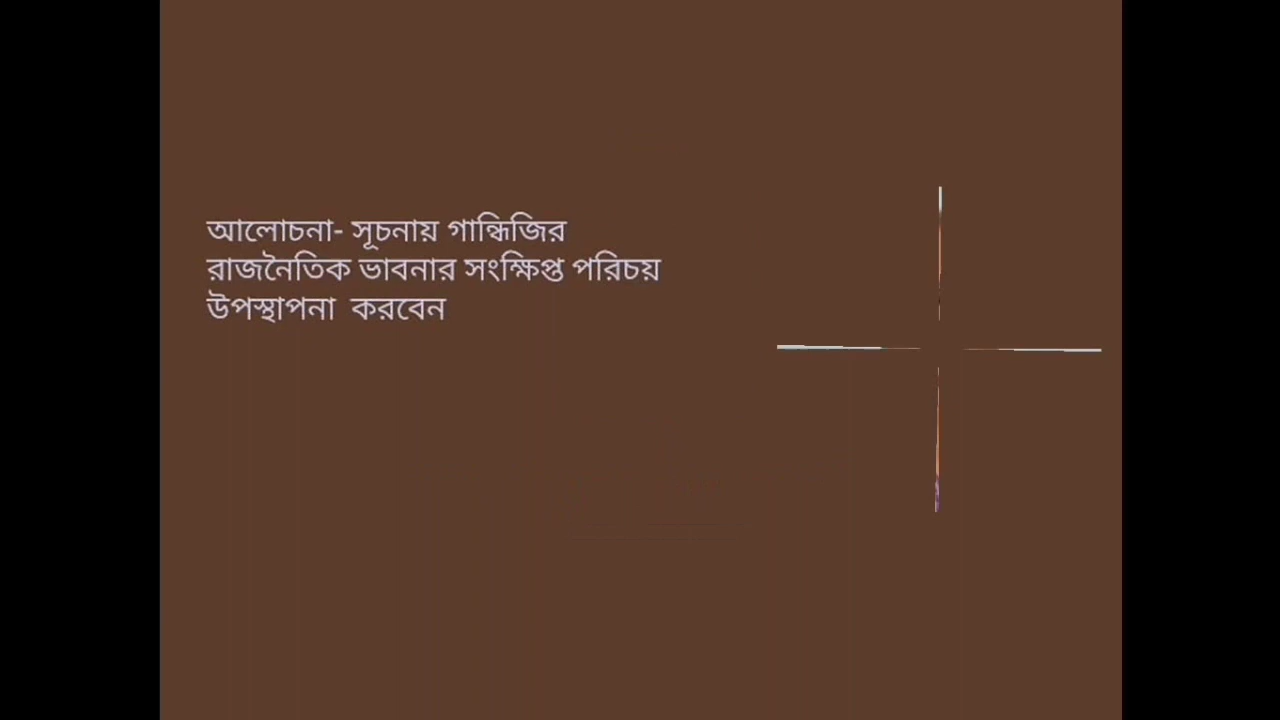 আলোচনা- সূচনায় গান্ধিজির
রাজনৈতিক ভাবনার সংক্ষিপ্ত পরিচয়
উপস্থাপনা করবেন